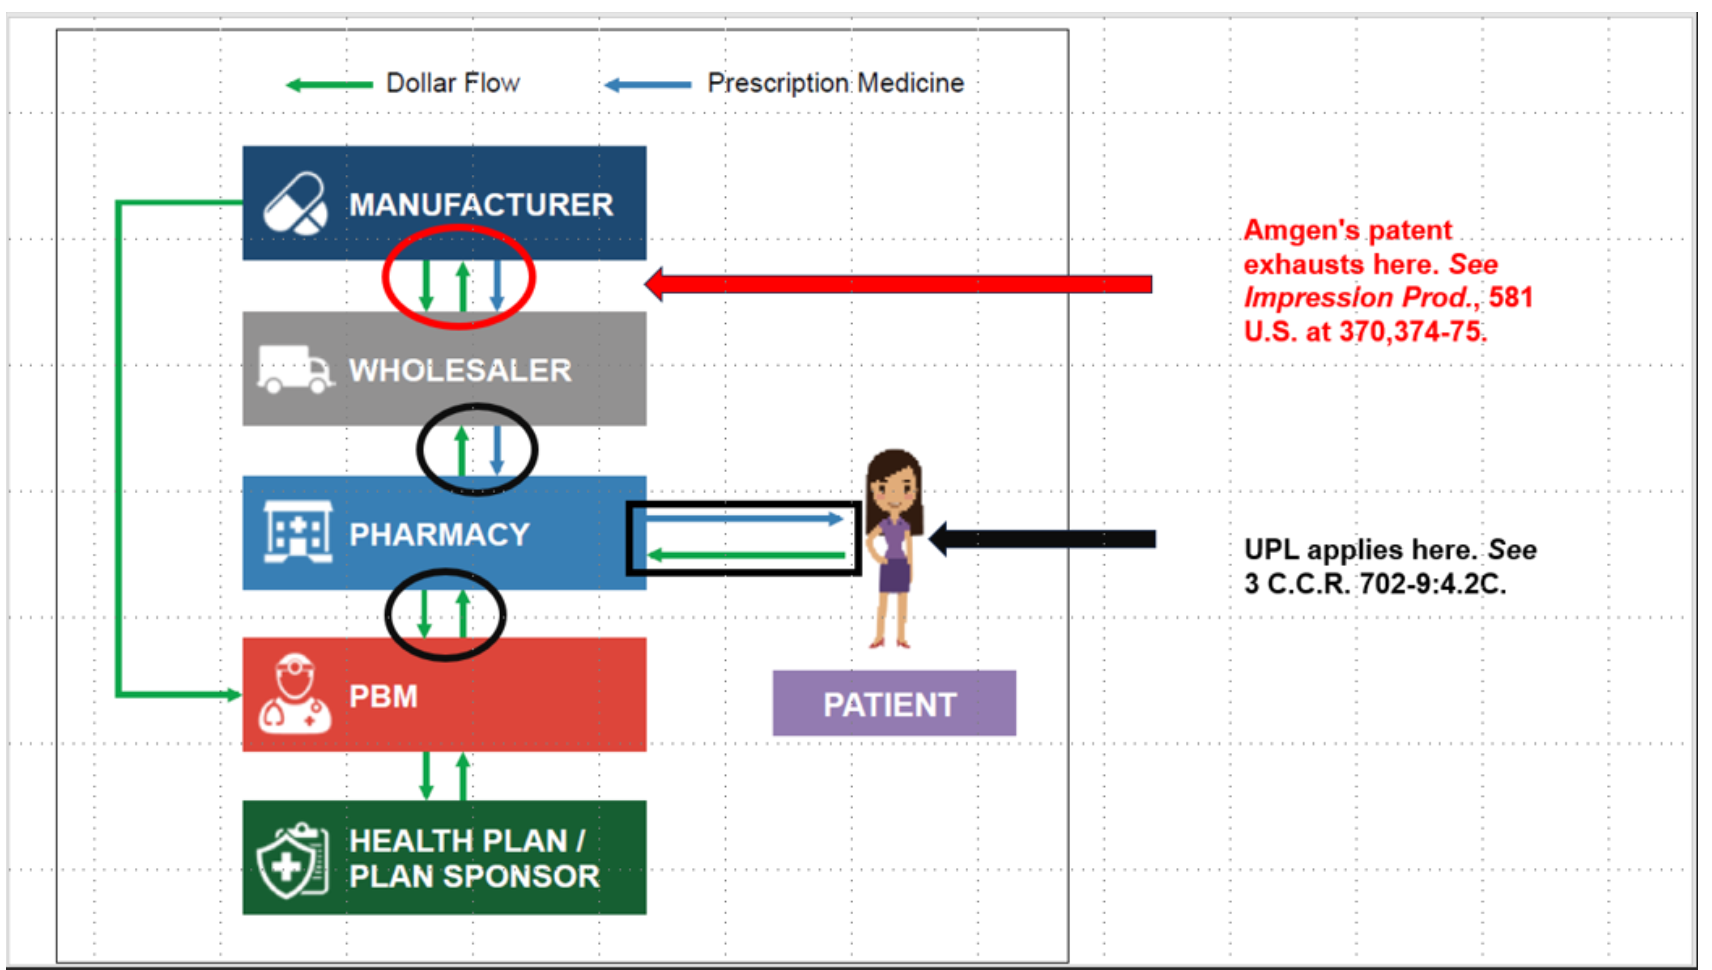 Dollar Flow
Prescription Medicine
MANUFACTURER
Amgen's patent
exhausts here. See
Impression Prod., 581
U.S. at 370,374-75.
WHOLESALER
PHARMACY
UPL applies here. See
3 C.C.R. 702-9:4.2C.
PBM
PATIENT
HEALTH PLAN /
PLAN SPONSOR